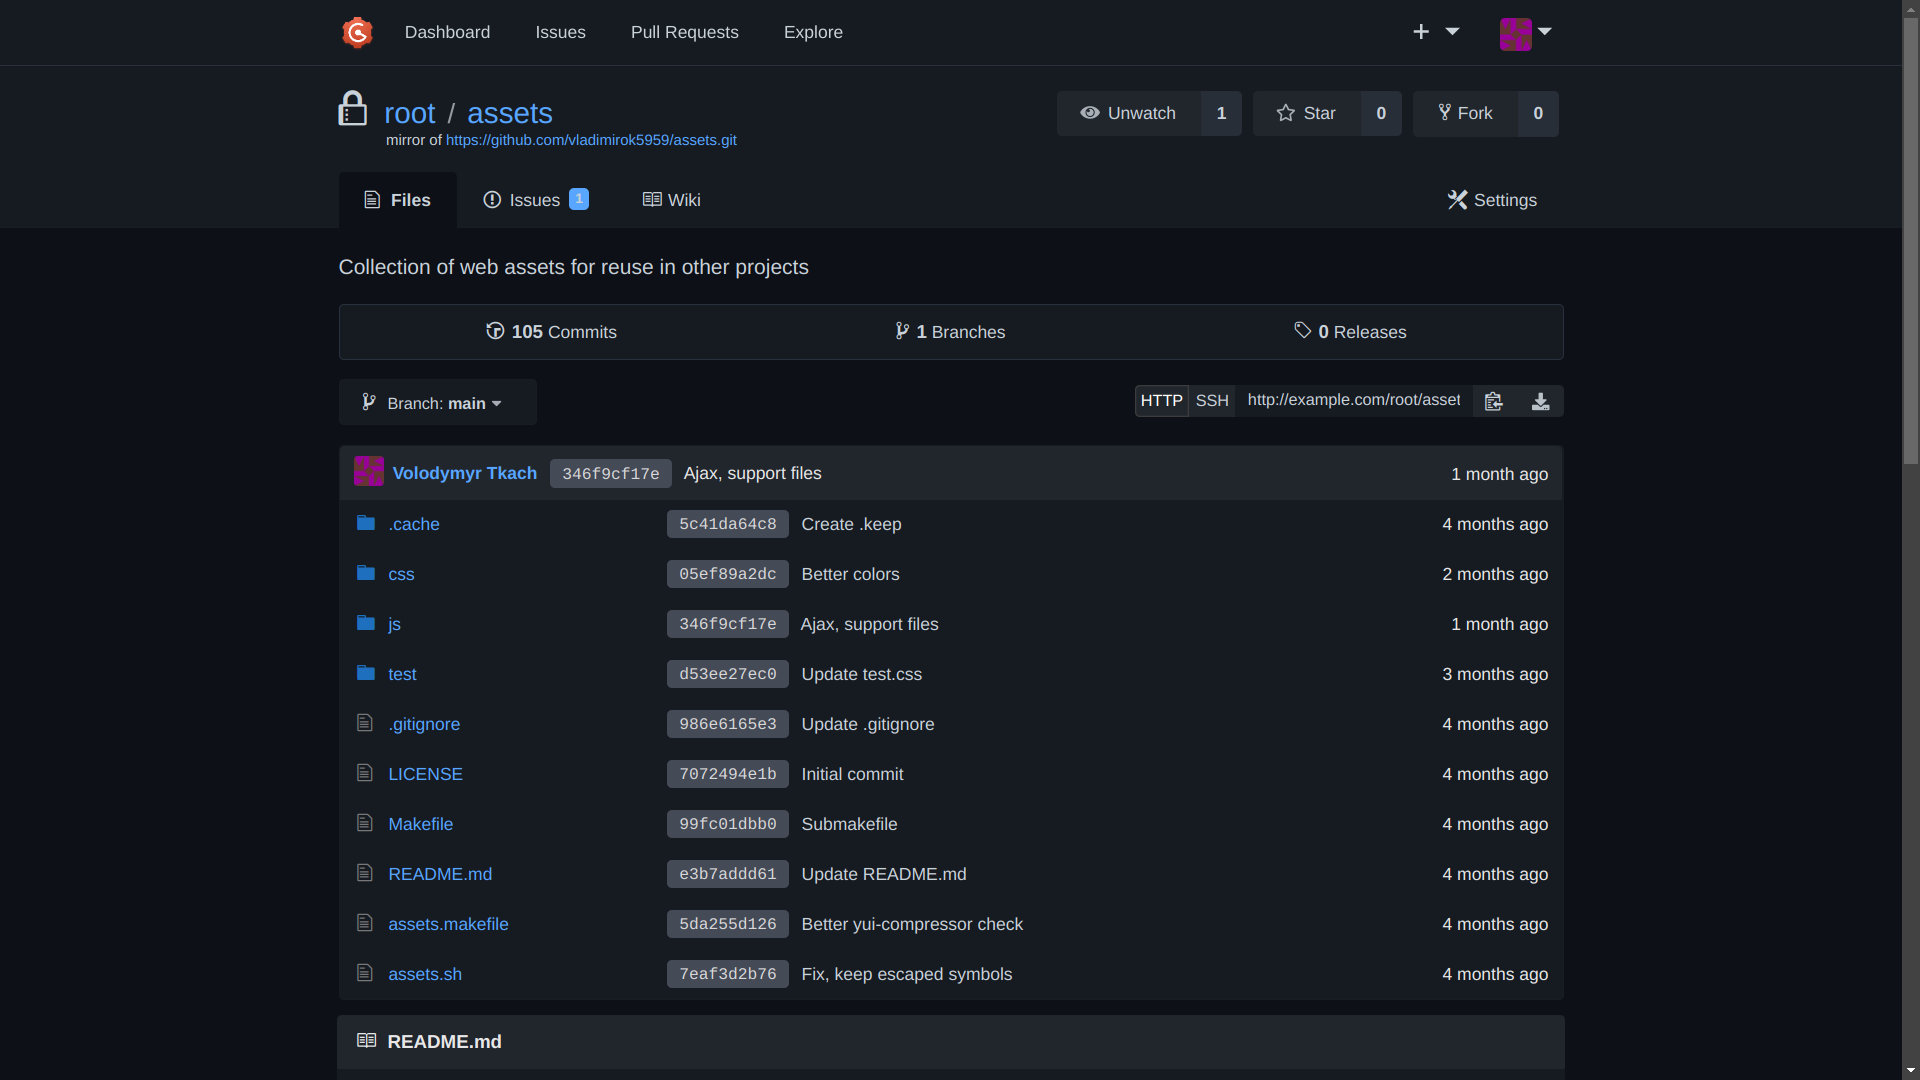 Dashboard Issues Pull Requests Explore
root / assets
Unwatch 1 Star 0 Fork 0
mirror of https://github.com/vladimirok5959/assets.git
Files Issues 1 Wiki Settings
Collection of web assets for reuse in other projects
105 Commits 1 Branches 0 Releases
Branch: main HTTP SSH http://example.com/root/asset
Volodymyr Tkach 346f9cf17e Ajax, support files 1 month ago
.cache 5c41da64c8 Create .keep 4 months ago
css 05ef89a2dc Better colors 2 months ago
js 346f9cf17e Ajax, support files 1 month ago
test d53ee27ec0 Update test.css 3 months ago
.gitignore 986e6165e3 Update .gitignore 4 months ago
LICENSE 7072494e1b Initial commit 4 months ago
Makefile 99fc01dbb0 Submakefile 4 months ago
README.md e3b7addd61 Update README.md 4 months ago
assets.makefile 5da255d126 Better yui-compressor check 4 months ago
assets.sh 7eaf3d2b76 Fix, keep escaped symbols 4 months ago
README.md